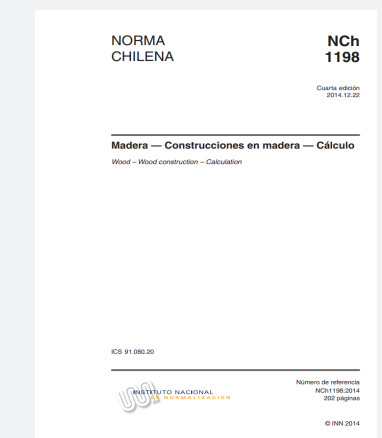 NORMA
CHILENA
NCh
1198
Cuarta edición
2014.12.22
Madera — Construcciones en madera — Cálculo
Wood – Wood construction – Calculation
ICS 91.080.20
INSTITUTO NACIONAL
DE NORMALIZACION
Número de referencia
NCh1198:2014
202 páginas
© INN 2014